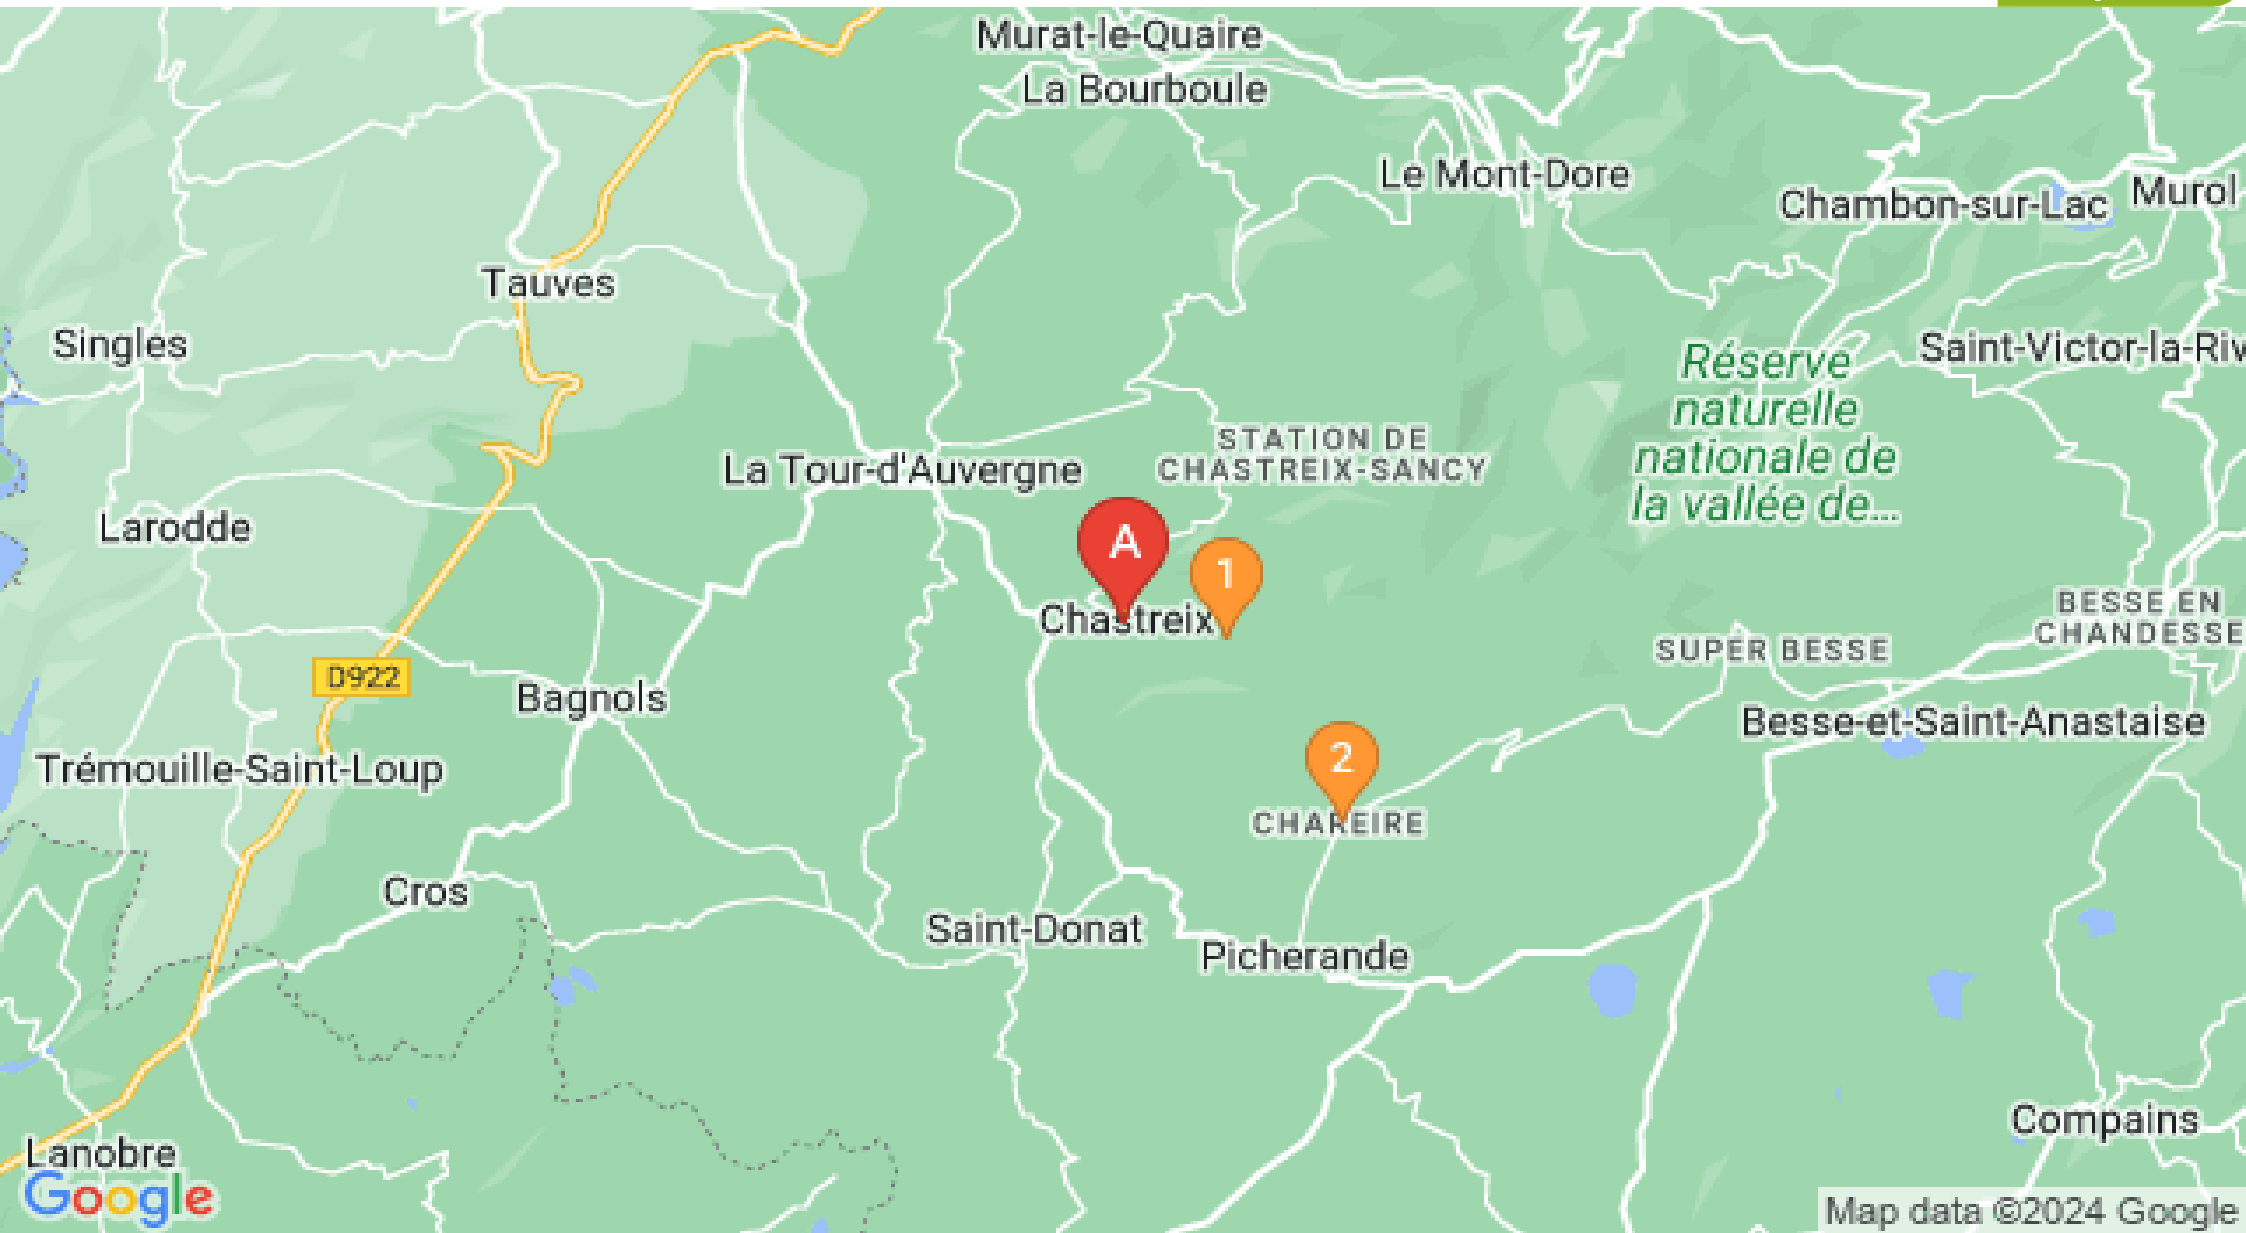 Murat-le-Quaire
La Bourboule
Le Mont-Dore
Chambon-sur-Lac
Murol
Tauves
Singles
Saint-Victor-la-Riv
Réserve
naturelle
nationale de
la vallée de...
STATION DE
CHASTREIX-SANCY
La Tour-d'Auvergne
Larodde
A
1
Chastreix
BESSE EN
CHANDESSE
SUPER BESSE
D922
Bagnols
Besse-et-Saint-Anastaise
Trémouille-Saint-Loup
2
CHAREIRE
Cros
Saint-Donat
Picherande
Compains
Lanobre
Google
Map data ©2024 Google